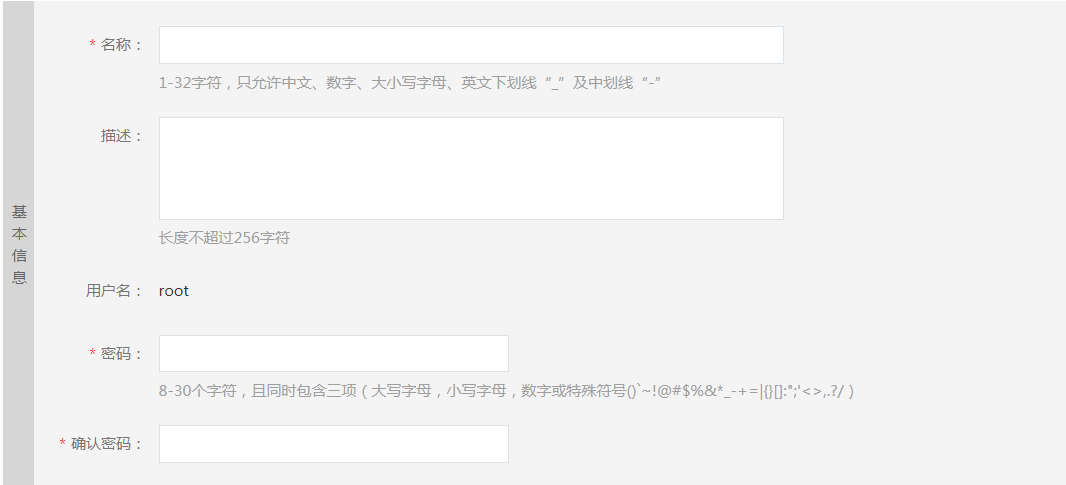 基本信息
* 名称：
1-32字符，只允许中文、数字、大小写字母、英文下划线“_”及中划线“-”
描述：
长度不超过256字符
用户名： root
* 密码：
8-30个字符，且同时包含三项（大写字母，小写字母，数字或特殊符号()`~!@#$%&*_-+=|{}[]:";'<>,.?/）
* 确认密码：